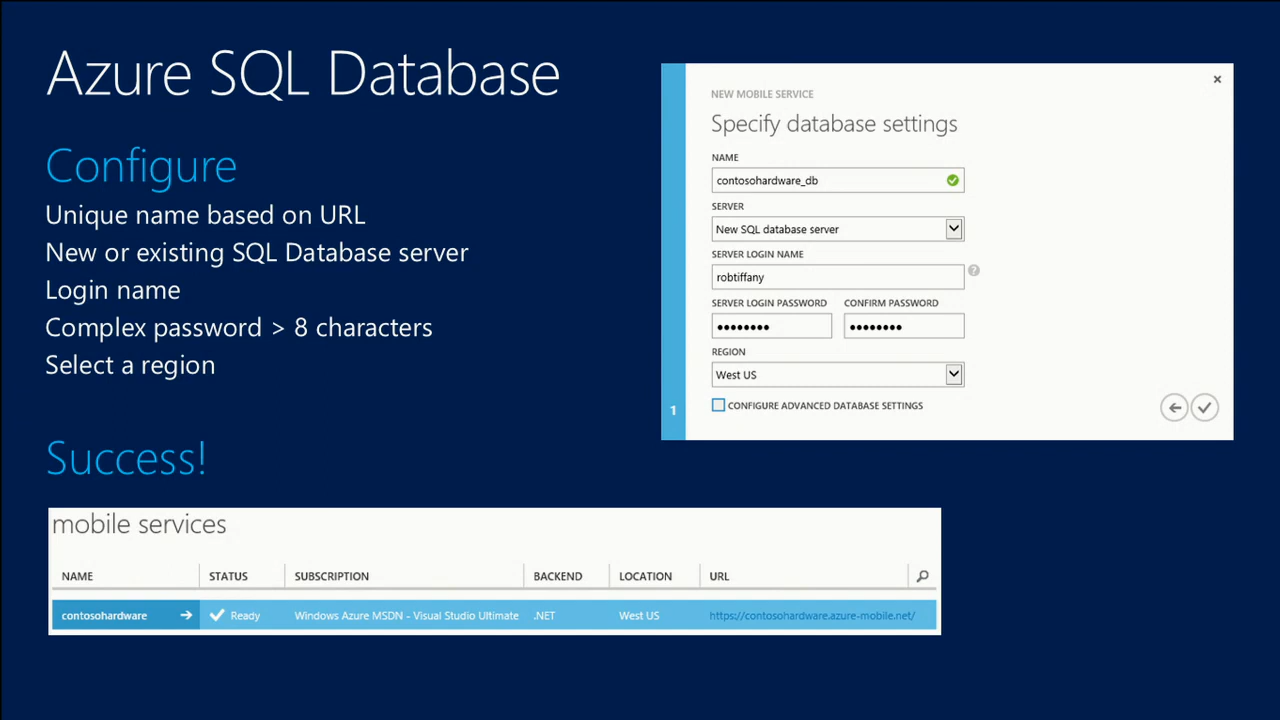 Azure SQL Database
Configure
Unique name based on URL
New or existing SQL Database server
Login name
Complex password > 8 characters
Select a region
NEW MOBILE SERVICE
Specify database settings
NAME
contosohardware_db
SERVER
New SQL database server
SERVER LOGIN NAME
robtiffany
?
SERVER LOGIN PASSWORD CONFIRM PASSWORD
●●●●●●●● ●●●●●●●●
REGION
West US
CONFIGURE ADVANCED DATABASE SETTINGS
1
Success!
mobile services
NAME STATUS SUBSCRIPTION BACKEND LOCATION URL
contosohardware Ready Windows Azure MSDN - Visual Studio Ultimate .NET West US https://contosohardware.azure-mobile.net/